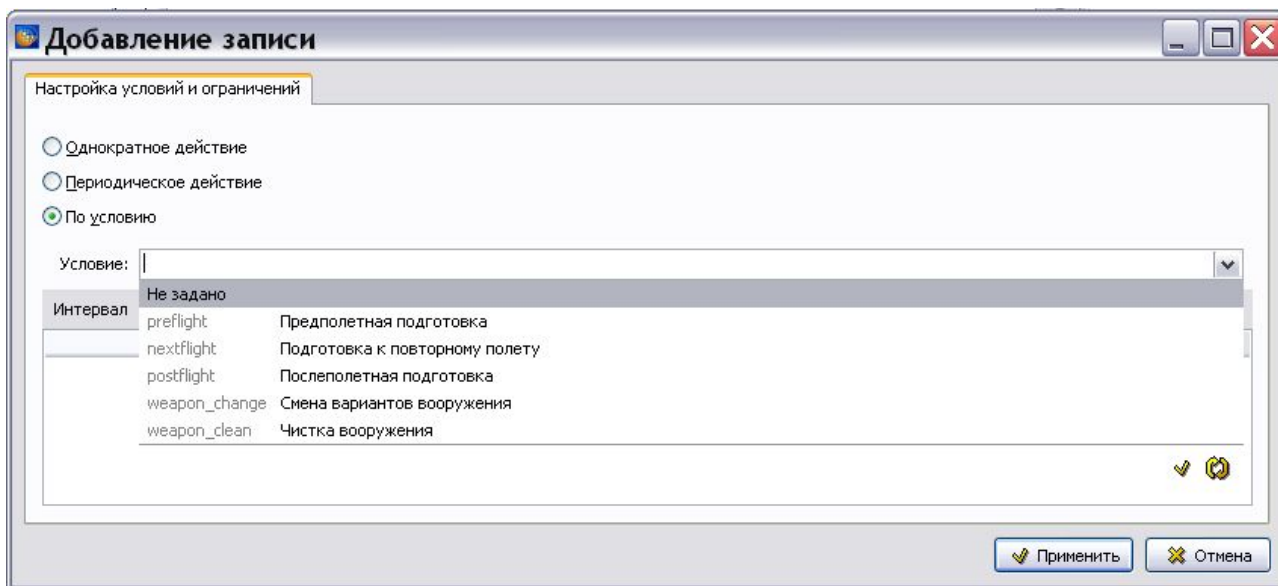 Добавление записи
Настройка условий и ограничений
Однократное действие
Периодическое действие
По условию
Условие:
Интервал
Не задано
preflight Предполетная подготовка
nextflight Подготовка к повторному полету
postflight Послеполетная подготовка
weapon_change Смена вариантов вооружения
weapon_clean Чистка вооружения
Применить Отмена